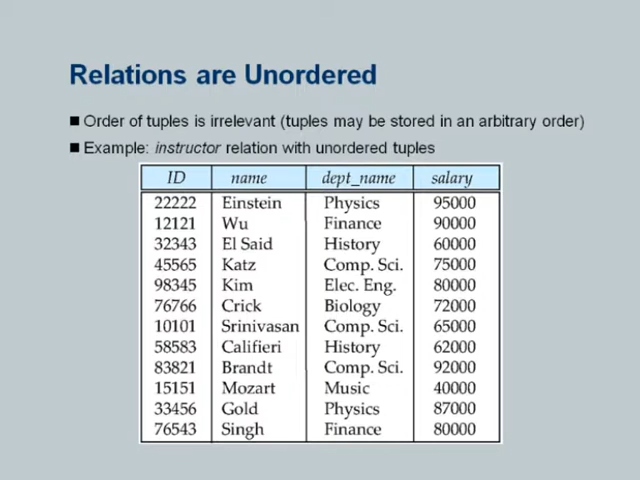 Relations are Unordered
■ Order of tuples is irrelevant (tuples may be stored in an arbitrary order)
■ Example: instructor relation with unordered tuples
ID name dept_name salary
22222 Einstein Physics 95000
12121 Wu Finance 90000
32343 El Said History 60000
45565 Katz Comp. Sci. 75000
98345 Kim Elec. Eng. 80000
76766 Crick Biology 72000
10101 Srinivasan Comp. Sci. 65000
58583 Califieri History 62000
83821 Brandt Comp. Sci. 92000
15151 Mozart Music 40000
33456 Gold Physics 87000
76543 Singh Finance 80000